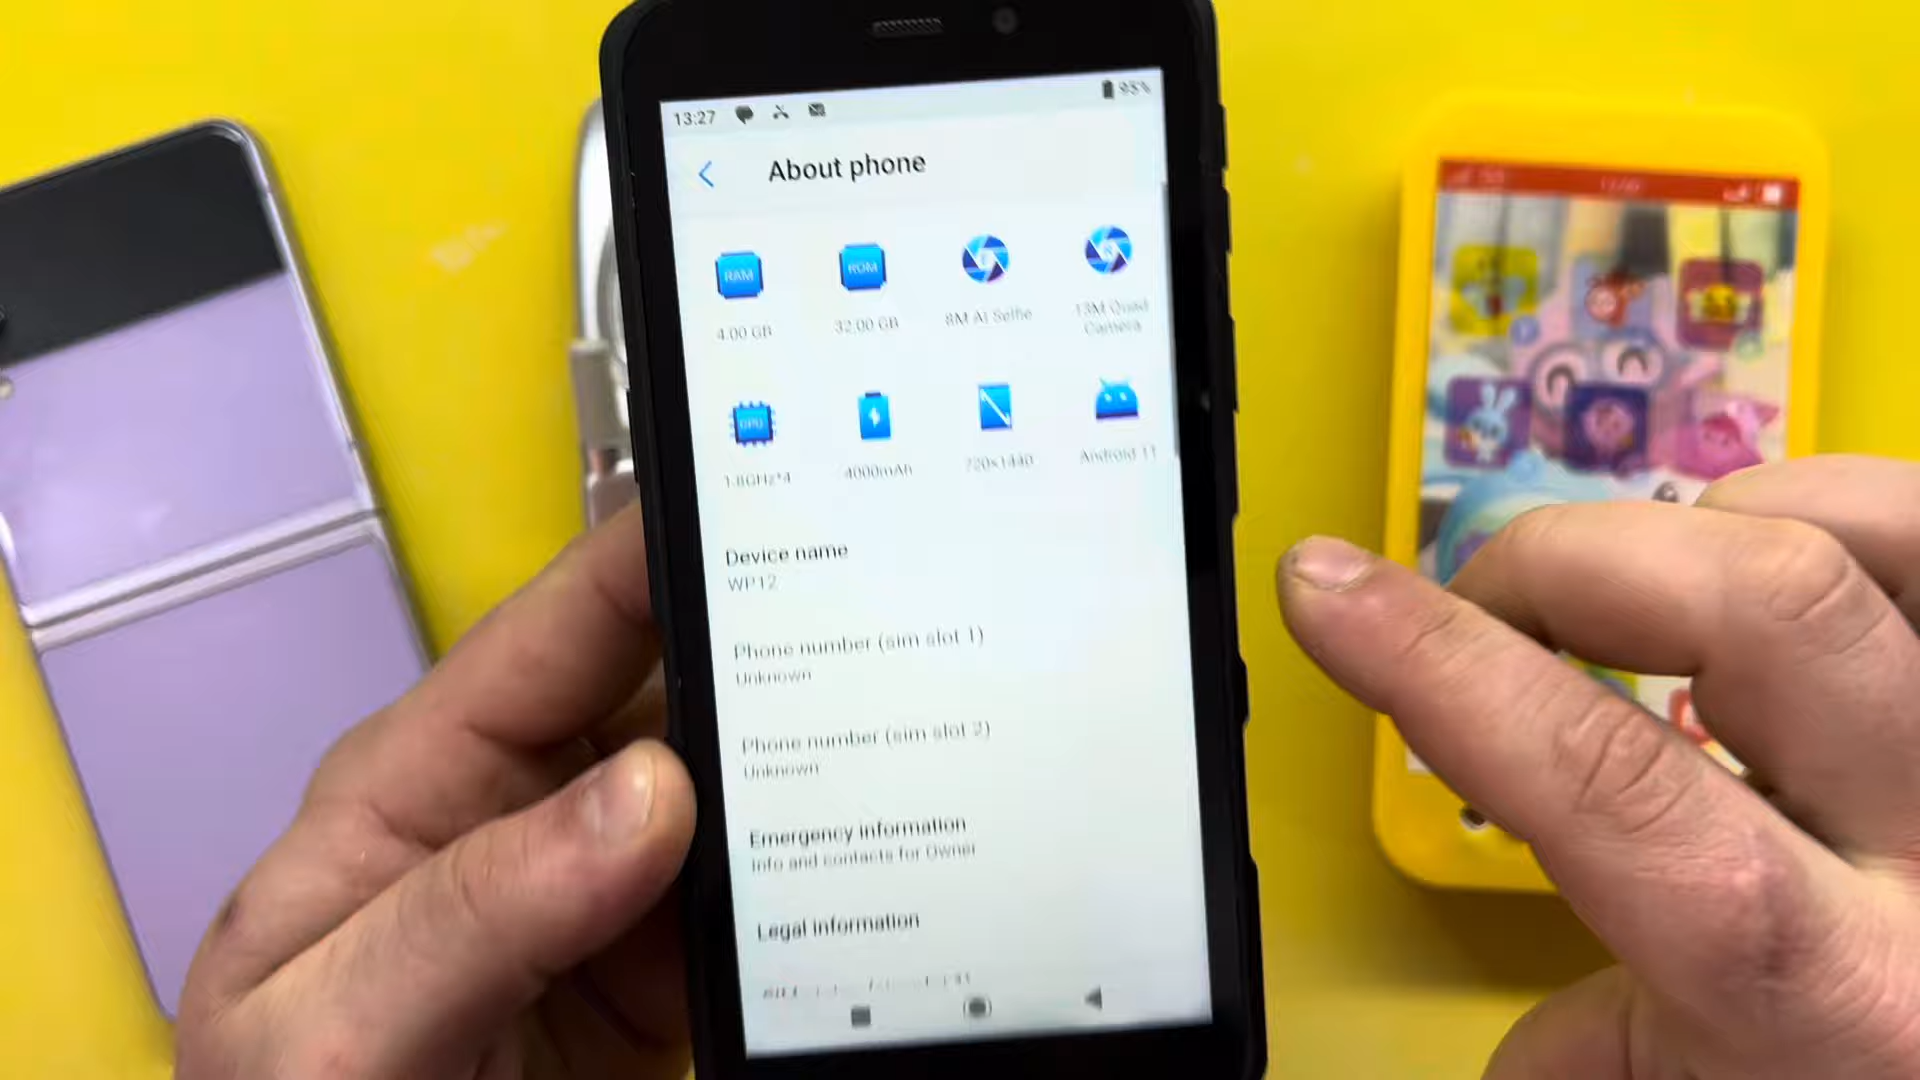 13:27 93%
About phone
RAM ROM
4.00 GB 32.00 GB 8M AI Selfie 13M Quad
Camera
CPU
1.8GHz*4 4000mAh 720×1440 Android 11
Device name
WP12
Phone number (sim slot 1)
Unknown
Phone number (sim slot 2)
Unknown
Emergency information
Info and contacts for Owner
Legal information